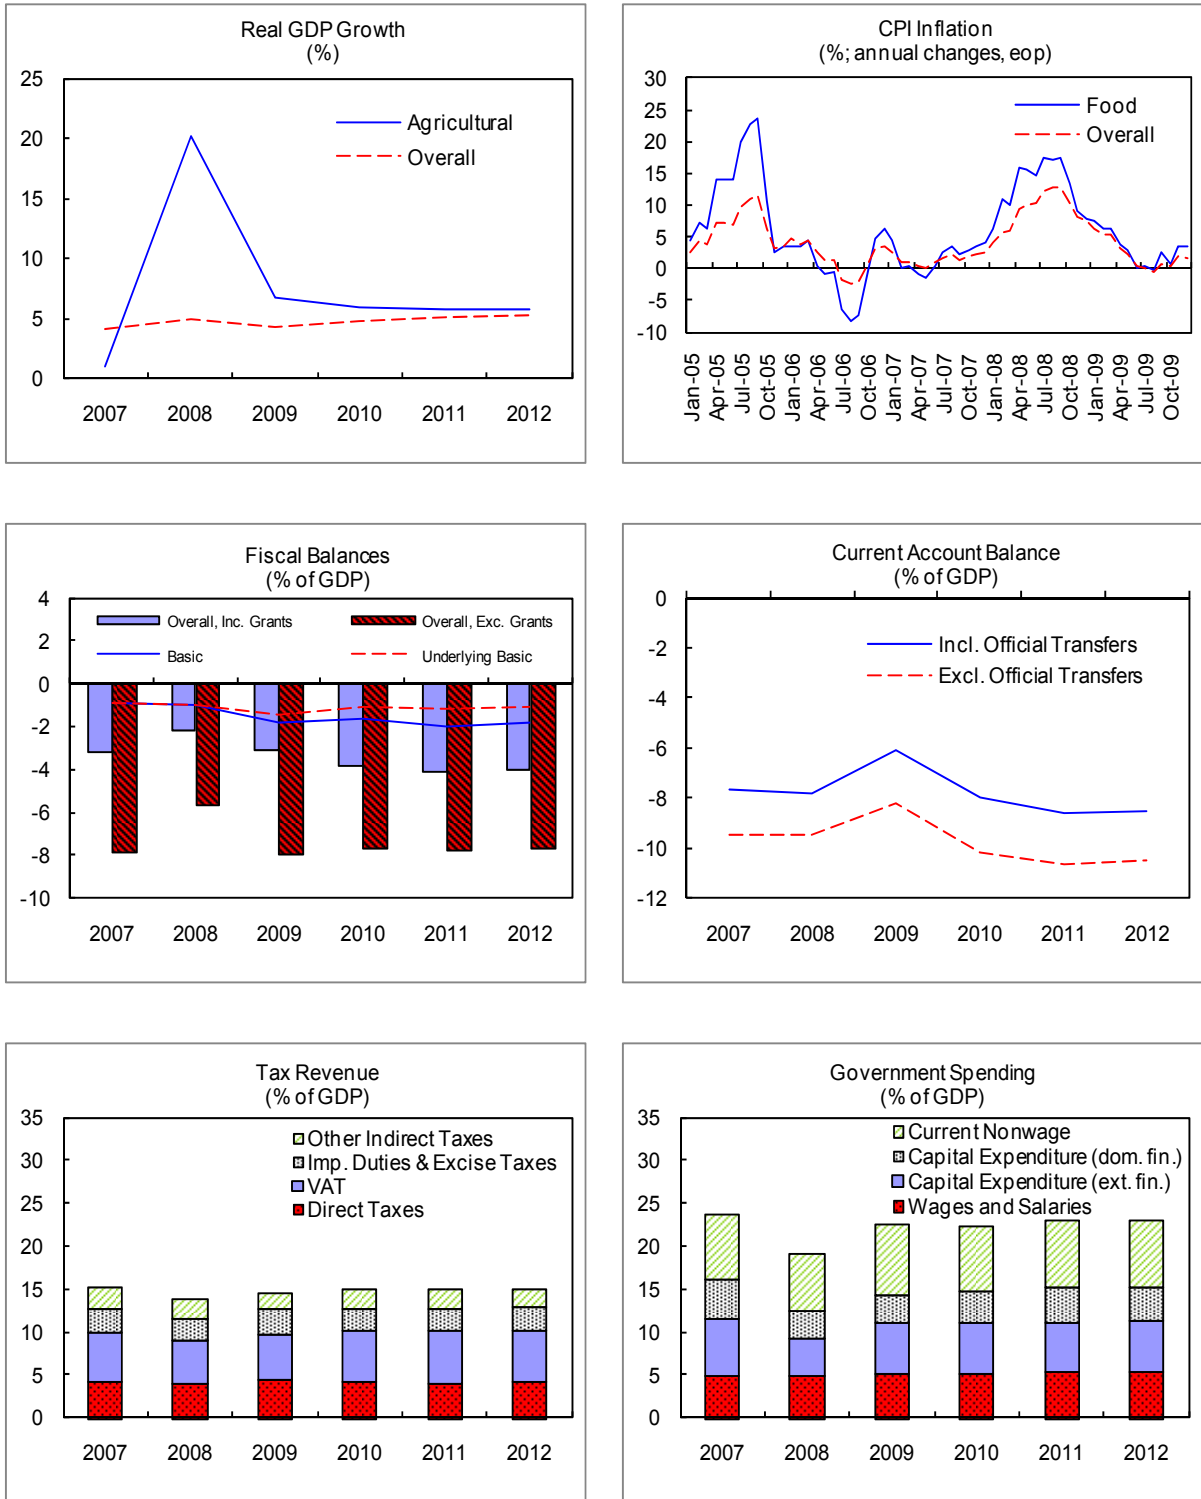 Real GDP Growth
(%)
25
20
15
10
5
0
Agricultural
Overall
2007 2008 2009 2010 2011 2012
CPI Inflation
(%; annual changes, eop)
30
25
20
15
10
5
0
-5
-10
Food
Overall
Jan-05
Apr-05
Jul-05
Oct-05
Jan-06
Apr-06
Jul-06
Oct-06
Jan-07
Apr-07
Jul-07
Oct-07
Jan-08
Apr-08
Jul-08
Oct-08
Jan-09
Apr-09
Jul-09
Oct-09
Fiscal Balances
(% of GDP)
4
2
0
-2
-4
-6
-8
-10
Overall, Inc. Grants
Overall, Exc. Grants
Basic
Underlying Basic
2007 2008 2009 2010 2011 2012
Current Account Balance
(% of GDP)
0
-2
-4
-6
-8
-10
-12
Incl. Official Transfers
Excl. Official Transfers
2007 2008 2009 2010 2011 2012
Tax Revenue
(% of GDP)
35
30
25
20
15
10
5
0
Other Indirect Taxes
Imp. Duties & Excise Taxes
VAT
Direct Taxes
2007 2008 2009 2010 2011 2012
Government Spending
(% of GDP)
35
30
25
20
15
10
5
0
Current Nonwage
Capital Expenditure (dom. fin.)
Capital Expenditure (ext. fin.)
Wages and Salaries
2007 2008 2009 2010 2011 2012